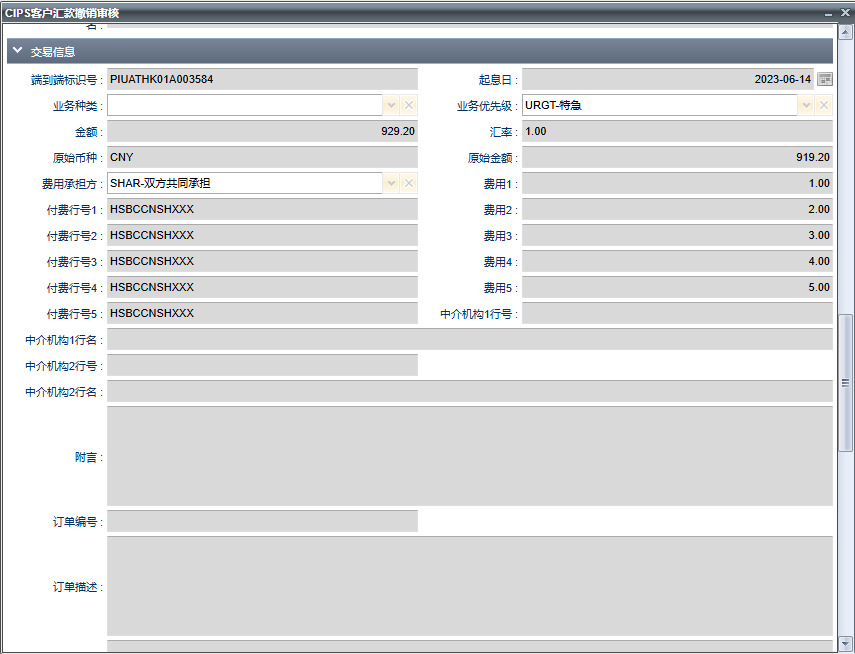 CIPS客户汇款撤销审核
名 :
交易信息
端到端标识号 : PIUATHK01A003584 起息日 : 2023-06-14
业务种类 : 业务优先级 : URGT-特急
金额 : 929.20 汇率 : 1.00
原始币种 : CNY 原始金额 : 919.20
费用承担方 : SHAR-双方共同承担 费用1 : 1.00
付费行号1 : HSBCCNSHXXX 费用2 : 2.00
付费行号2 : HSBCCNSHXXX 费用3 : 3.00
付费行号3 : HSBCCNSHXXX 费用4 : 4.00
付费行号4 : HSBCCNSHXXX 费用5 : 5.00
付费行号5 : HSBCCNSHXXX 中介机构1行号 :
中介机构1行名 :
中介机构2行号 :
中介机构2行名 :
附言 :
订单编号 :
订单描述 :